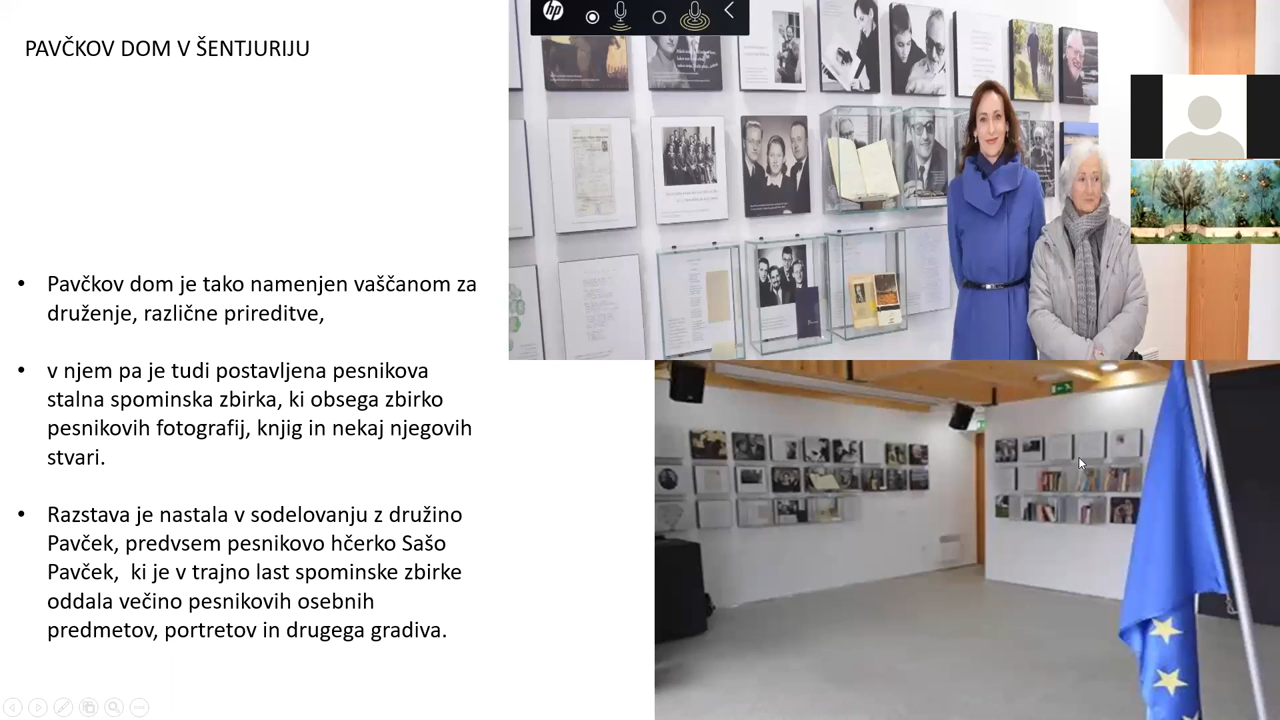 PAVČKOV DOM V ŠENTJURIJU
hp
• Pavčkov dom je tako namenjen vaščanom za
druženje, različne prireditve,
• v njem pa je tudi postavljena pesnikova
stalna spominska zbirka, ki obsega zbirko
pesnikovih fotografij, knjig in nekaj njegovih
stvari.
• Razstava je nastala v sodelovanju z družino
Pavček, predvsem pesnikovo hčerko Sašo
Pavček,  ki je v trajno last spominske zbirke
oddala večino pesnikovih osebnih
predmetov, portretov in drugega gradiva.